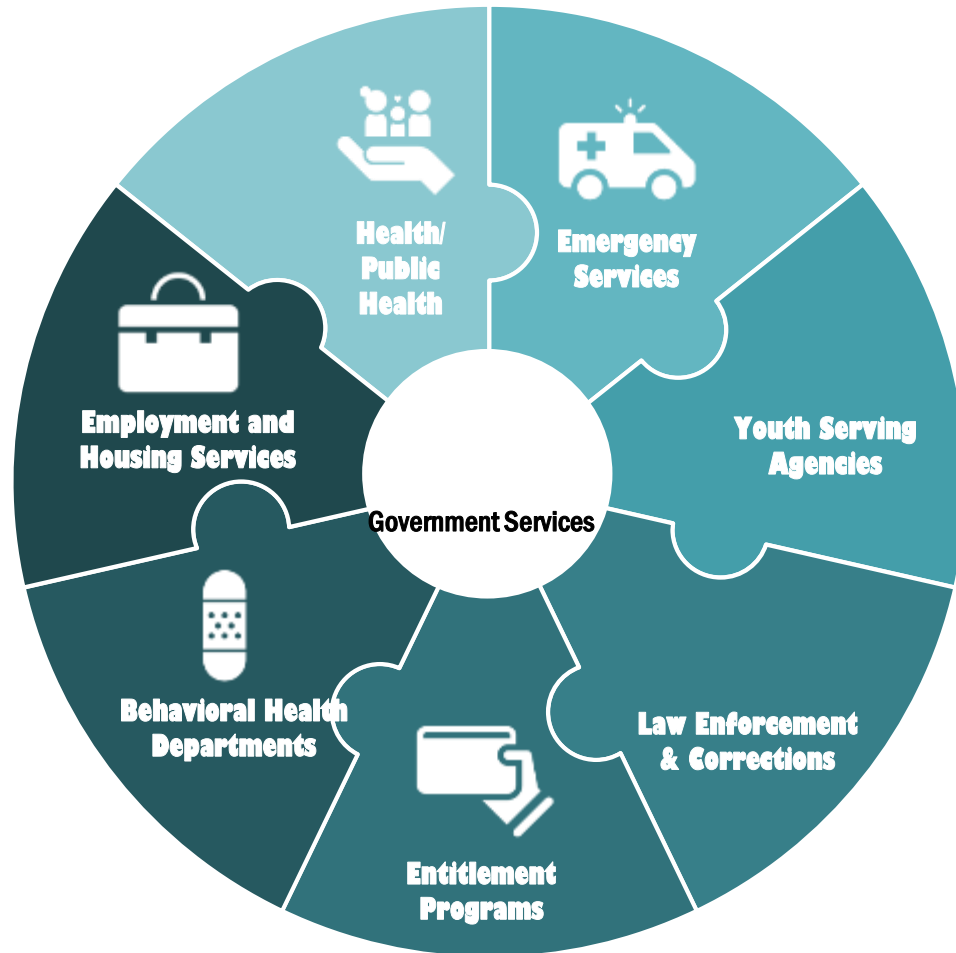 Health/
Public
Health
Emergency
Services
Youth Serving
Agencies
Law Enforcement
& Corrections
Entitlement
Programs
Behavioral Health
Departments
Employment and
Housing Services
Government Services